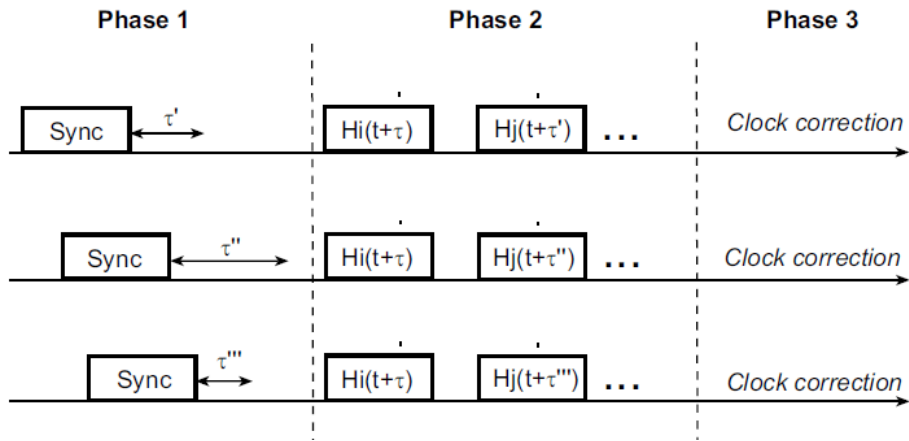 Phase 1 Phase 2 Phase 3
Sync τ' Hi(t+τ) Hj(t+τ') ... Clock correction
Sync τ'' Hi(t+τ) Hj(t+τ'') ... Clock correction
Sync τ''' Hi(t+τ) Hj(t+τ''') ... Clock correction